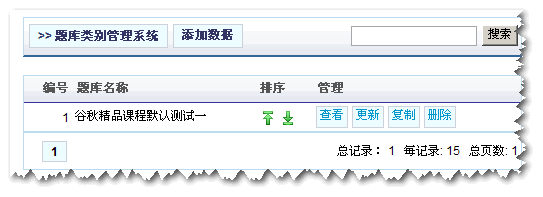 >> 题库类别管理系统 添加数据 搜索
编号 题库名称 排序 管理
1 谷秋精品课程默认测试一 查看 更新 复制 删除
1 总记录： 1 每记录: 15 总页数: 1